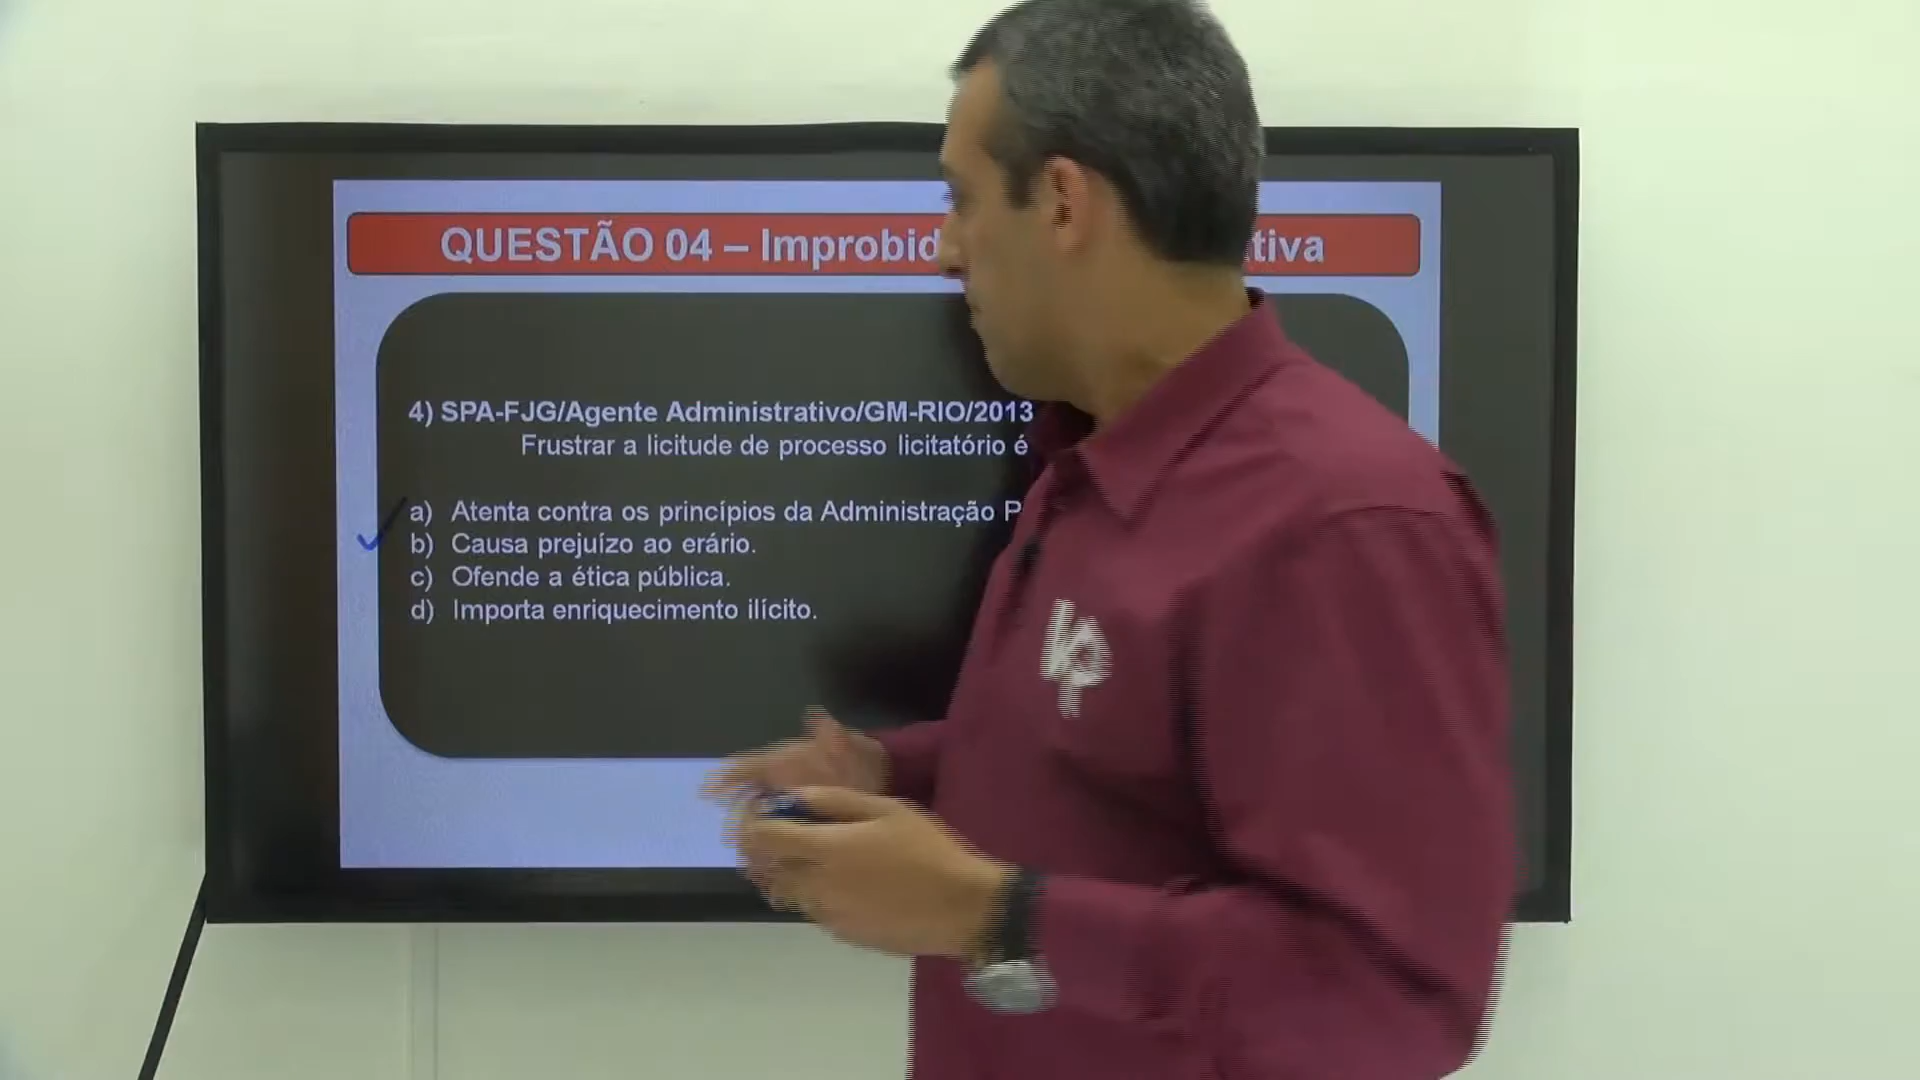 QUESTÃO 04 – Improbid tiva
4) SPA-FJG/Agente Administrativo/GM-RIO/2013
Frustrar a licitude de processo licitatório é
a) Atenta contra os princípios da Administração P
b) Causa prejuízo ao erário.
c) Ofende a ética pública.
d) Importa enriquecimento ilícito.